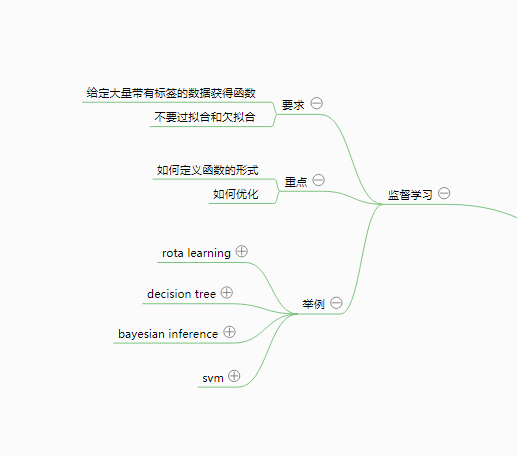 给定大量带有标签的数据获得函数
要求
不要过拟合和欠拟合
如何定义函数的形式
重点
如何优化
监督学习
rota learning
decision tree
举例
bayesian inference
svm